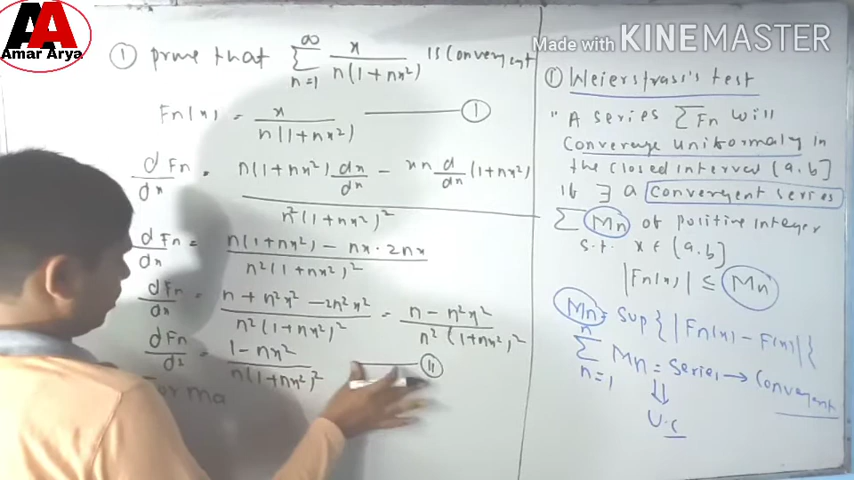 AA
Amar Arya
Made with KINEMASTER
① prove that ∞∑n=1 x/n(1+nx²) is convergent
Fn(x) = x/n(1+nx²) —— ①
dFn/dx = n(1+nx²) dx/dx - xn d/dx (1+nx²) / n²(1+nx²)²
dFn/dx = n(1+nx²) - nx · 2nx / n²(1+nx²)²
dFn/dx = n + n²x² - 2n²x² / n²(1+nx²)² = n - n²x² / n²(1+nx²)²
dFn/dx = 1 - nx² / n(1+nx²)² —— ⑪
For ma
① Weierstrass's test
"A series ∑Fn will
Converge uniformaly in
the closed interved [a.b]
if ∃ a Convergent series
∑ Mn of positive integer
s.t. x ∈ [a.b]
|Fn(x)| ≤ Mn
Mn = Sup{|Fn(x) - F(x)|}
n∑n=1 Mn = Series → Convergent
⇓
U.C